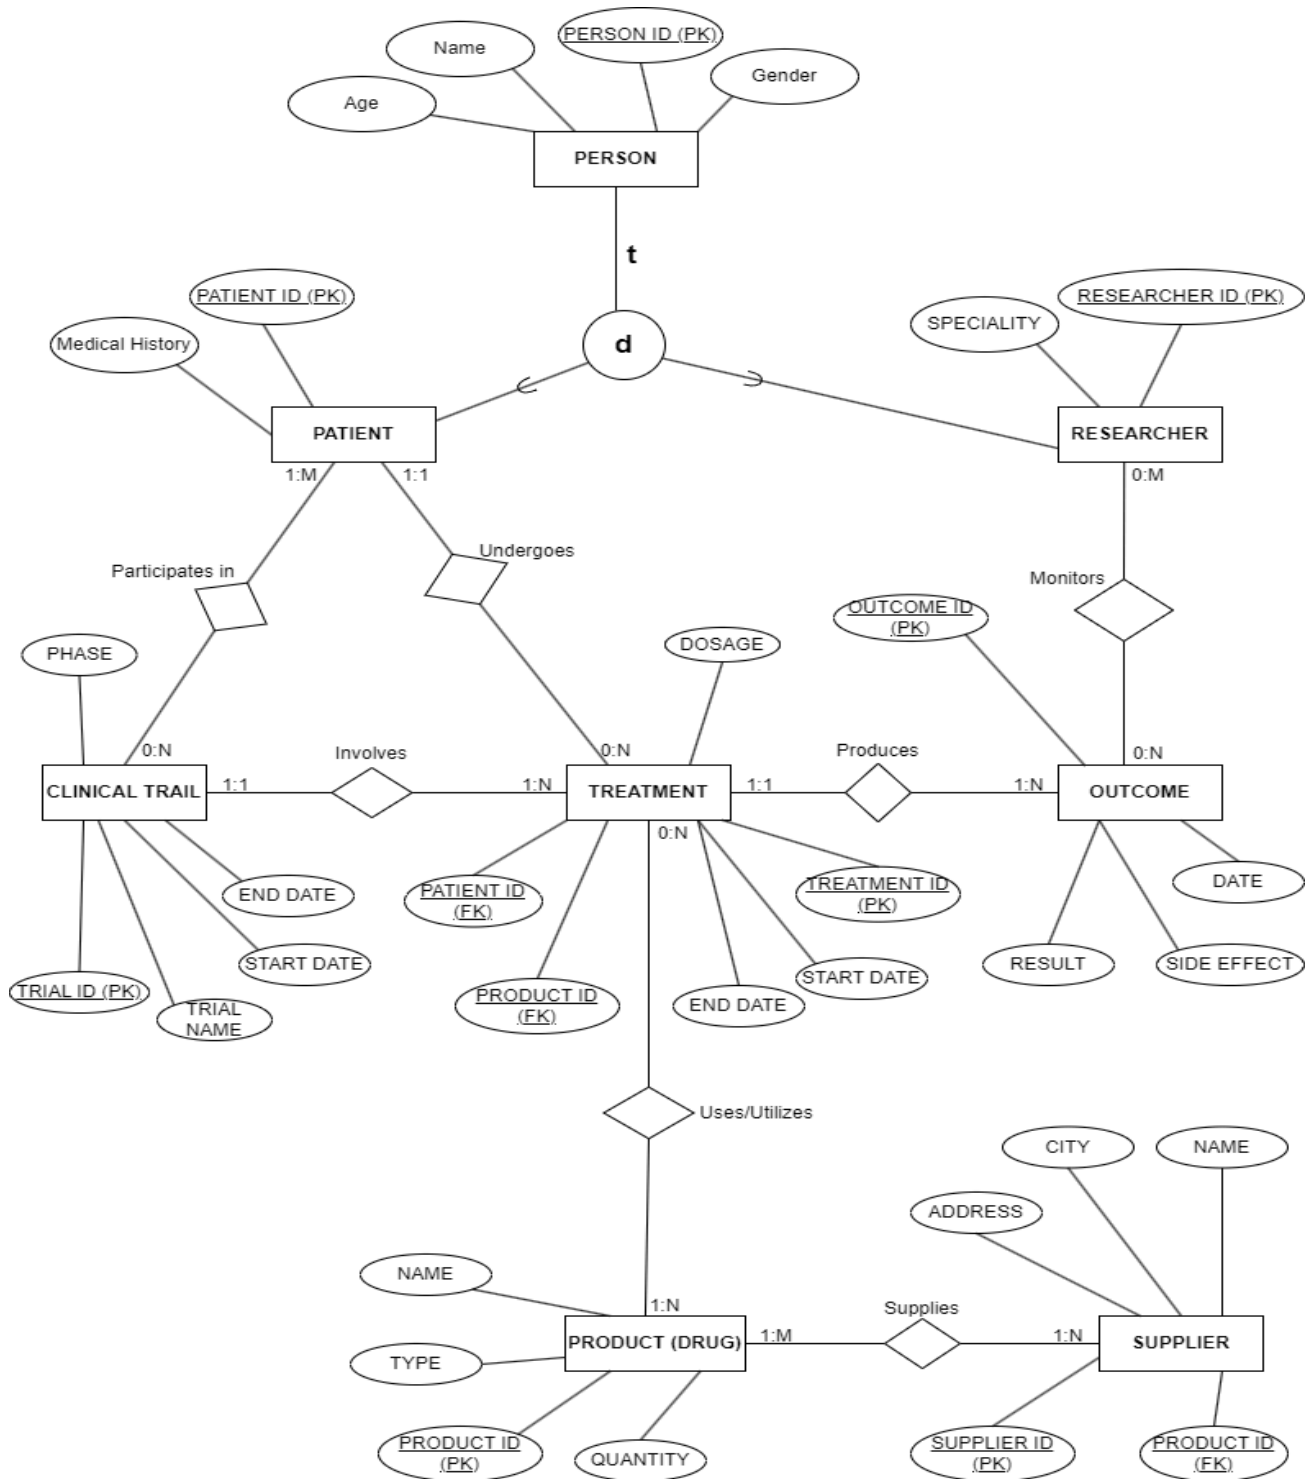 PERSON ID (PK)
Name
Gender
Age
PERSON
t
PATIENT ID (PK)
RESEARCHER ID (PK)
SPECIALITY
Medical History
d
PATIENT
RESEARCHER
1:M
1:1
0:M
Undergoes
Participates in
Monitors
OUTCOME ID
(PK)
DOSAGE
PHASE
0:N
Involves
0:N
Produces
0:N
CLINICAL TRAIL
1:1
1:N
TREATMENT
1:1
1:N
OUTCOME
0:N
END DATE
PATIENT ID
(FK)
TREATMENT ID
(PK)
DATE
START DATE
RESULT
SIDE EFFECT
START DATE
TRIAL ID (PK)
PRODUCT ID
(FK)
END DATE
TRIAL
NAME
Uses/Utilizes
CITY
NAME
ADDRESS
NAME
1:N
Supplies
PRODUCT (DRUG)
1:M
1:N
SUPPLIER
TYPE
PRODUCT ID
(PK)
QUANTITY
SUPPLIER ID
(PK)
PRODUCT ID
(FK)